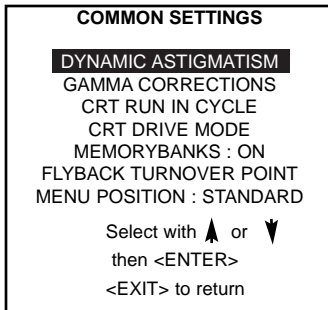 COMMON SETTINGS
DYNAMIC ASTIGMATISM
GAMMA CORRECTIONS
CRT RUN IN CYCLE
CRT DRIVE MODE
MEMORYBANKS : ON
FLYBACK TURNOVER POINT
MENU POSITION : STANDARD
Select with or
then <ENTER>
<EXIT> to return